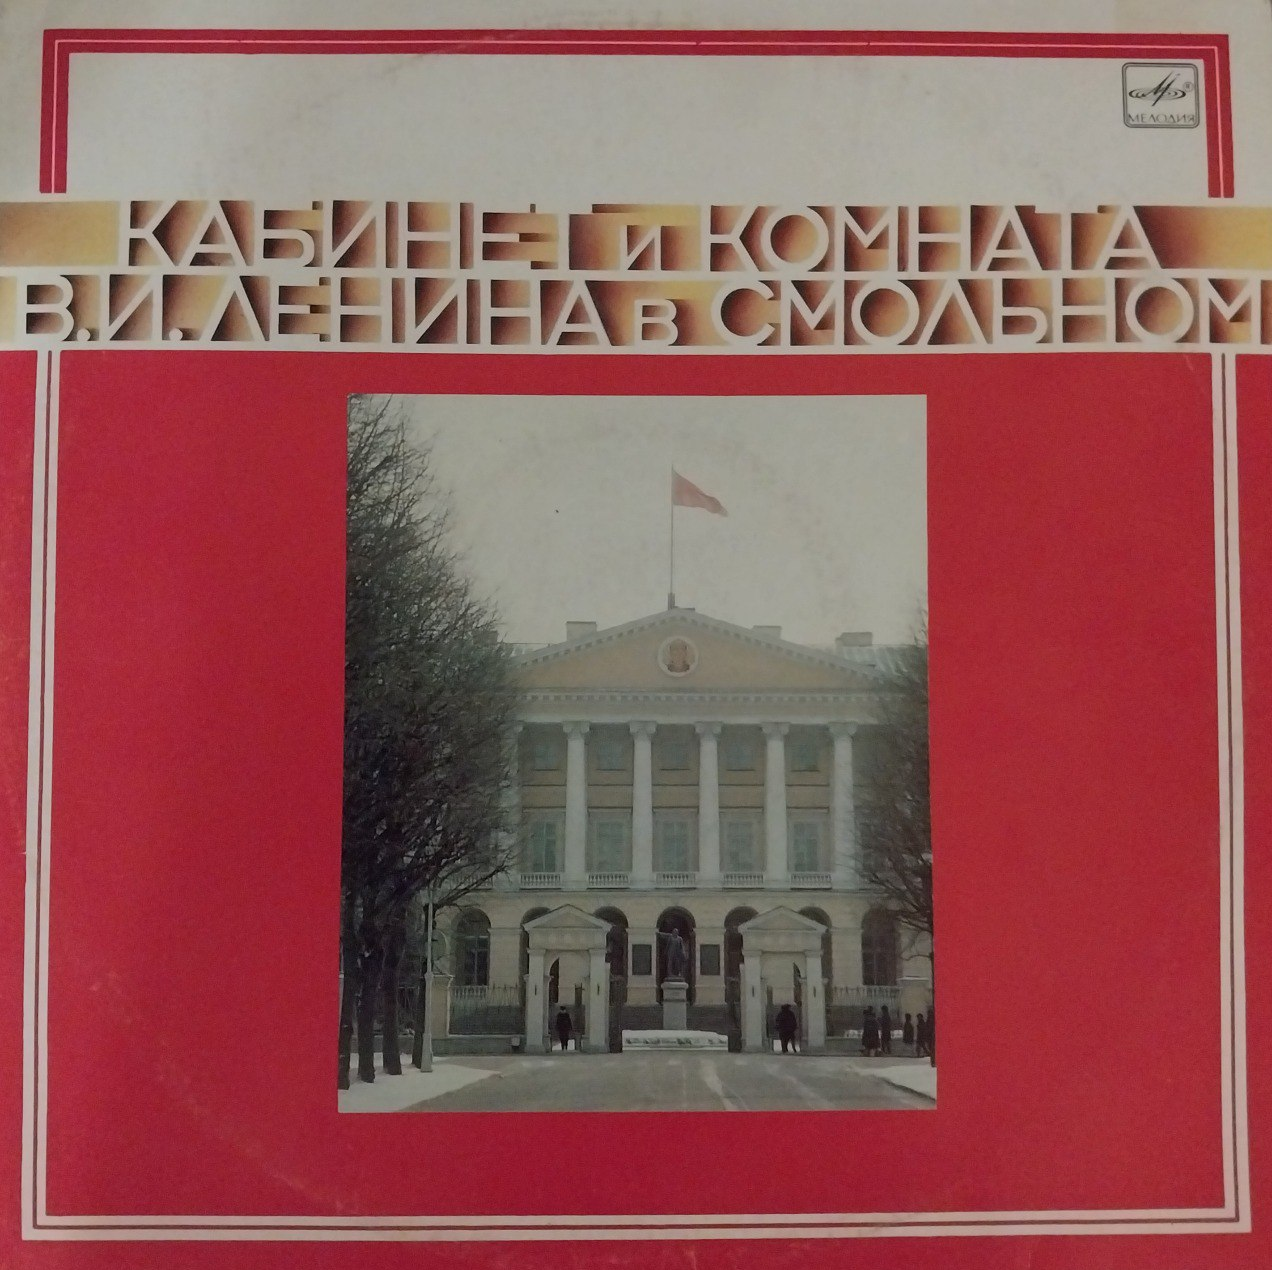 МЕЛОДИЯ
КАБИНЕТ И КОМНАТА
В.И.ЛЕНИНА В СМОЛЬНОМ